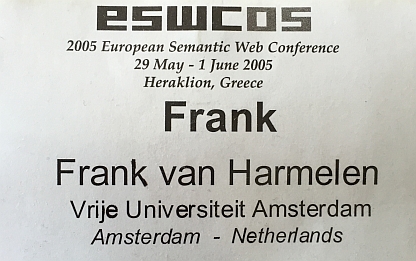 eswc05
2005 European Semantic Web Conference
29 May - 1 June 2005
Heraklion, Greece
Frank
Frank van Harmelen
Vrije Universiteit Amsterdam
Amsterdam - Netherlands